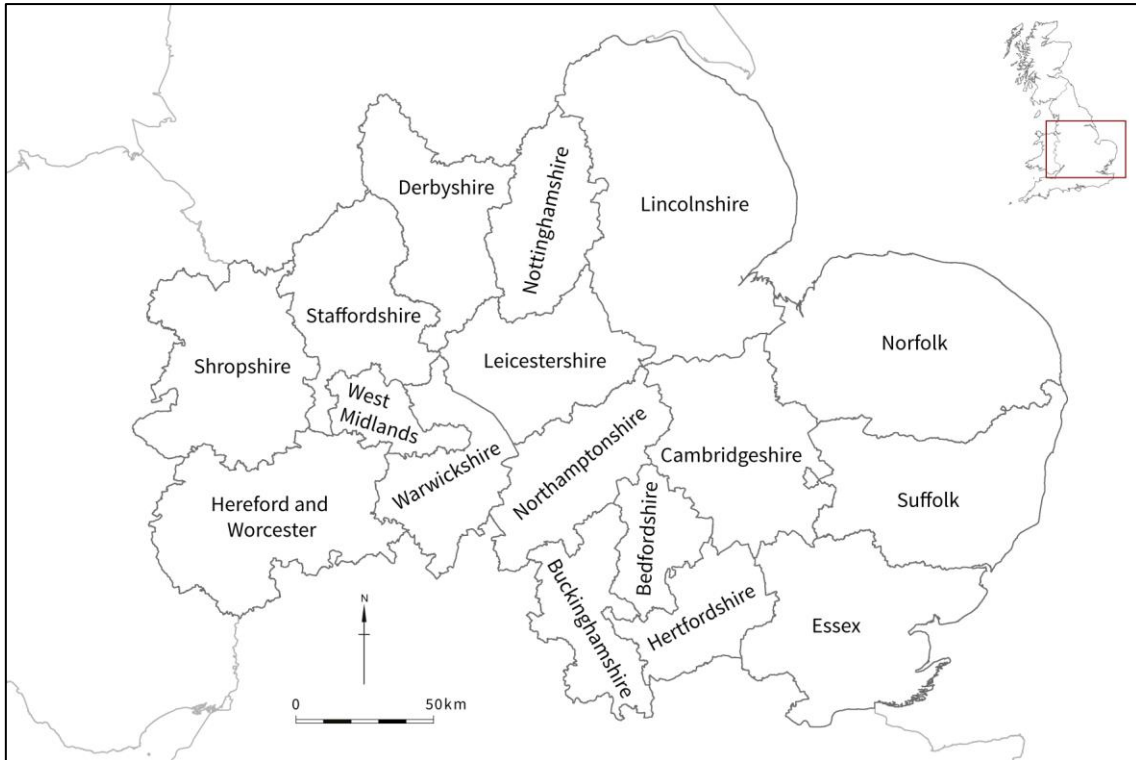 Derbyshire
Nottinghamshire
Lincolnshire
Staffordshire
Shropshire
Leicestershire
Norfolk
West
Midlands
Warwickshire
Northamptonshire
Cambridgeshire
Hereford and
Worcester
Suffolk
Bedfordshire
Buckinghamshire
Hertfordshire
Essex
N
0 50km